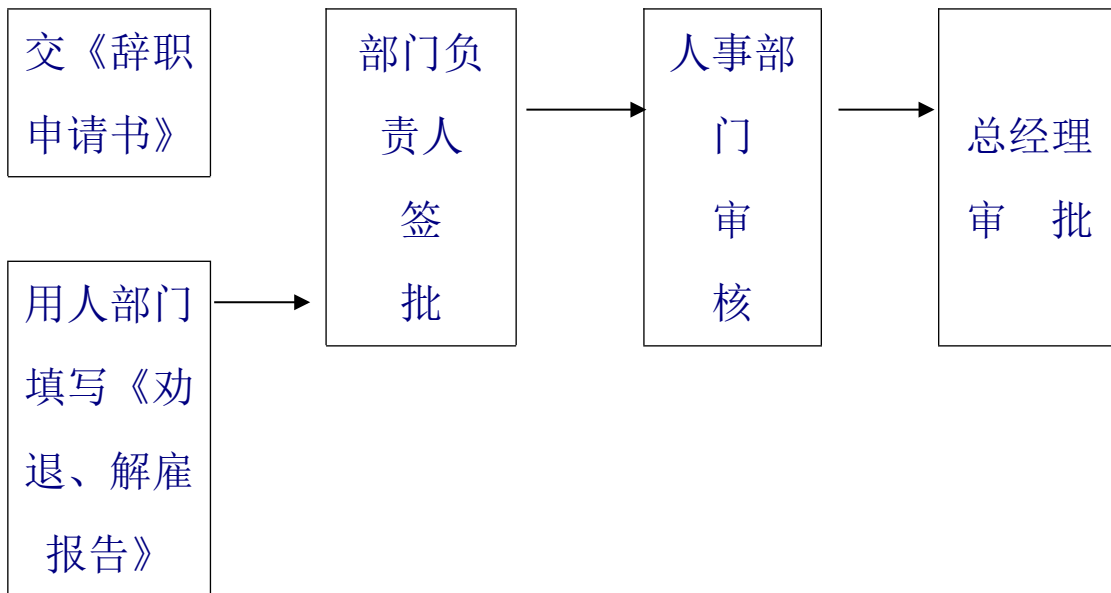 交《辞职
申请书》
用人部门
填写《劝
退、解雇
报告》
部门负
责人
签
批
人事部
门
审
核
总经理
审　批